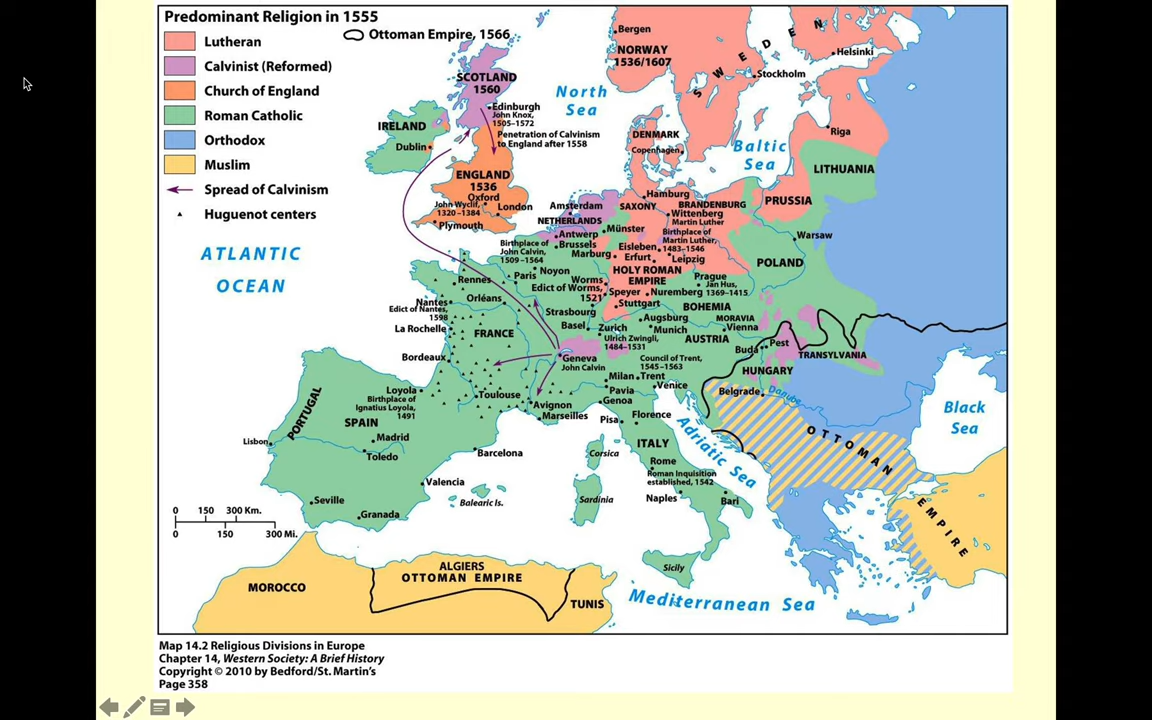 Predominant Religion in 1555
Ottoman Empire, 1566
Lutheran
Calvinist (Reformed)
Church of England
Roman Catholic
Orthodox
Muslim
Spread of Calvinism
Huguenot centers
ATLANTIC
OCEAN
North
Sea
Baltic
Sea
Bergen
NORWAY
1536/1607
SWEDEN
Helsinki
Stockholm
Riga
SCOTLAND
1560
Edinburgh
John Knox,
1505–1572
Penetration of Calvinism
to England after 1558
IRELAND
Dublin
ENGLAND
1536
Oxford
John Wyclif,
1320–1384
London
Plymouth
DENMARK
Copenhagen
LITHUANIA
PRUSSIA
Hamburg
SAXONY
BRANDENBURG
Wittenberg
Martin Luther
Birthplace of
Martin Luther,
1483–1546
Eisleben
Erfurt
Leipzig
Amsterdam
NETHERLANDS
Antwerp
Brussels
Münster
Marburg
Warsaw
POLAND
HOLY ROMAN
EMPIRE
Prague
Jan Hus,
1369–1415
Birthplace of
John Calvin,
1509–1564
Noyon
Paris
Worms
Edict of Worms,
1521
Speyer
Nuremberg
Stuttgart
BOHEMIA
MORAVIA
Rennes
Orléans
Nantes
Edict of Nantes,
1598
La Rochelle
FRANCE
Strasbourg
Basel
Zurich
Ulrich Zwingli,
1484–1531
Augsburg
Munich
Vienna
AUSTRIA
Buda
Pest
TRANSYLVANIA
HUNGARY
Geneva
John Calvin
Council of Trent,
1545–1563
Bordeaux
Milan
Trent
Pavia
Venice
Genoa
Belgrade
Danube
Loyola
Birthplace of
Ignatius Loyola,
1491
Toulouse
Avignon
Marseilles
Pisa
Florence
PORTUGAL
SPAIN
Madrid
Toledo
Lisbon
Barcelona
Valencia
Balearic Is.
Seville
Granada
Corsica
Sardinia
ITALY
Rome
Roman Inquisition
established, 1542
Naples
Bari
Sicily
Adriatic Sea
Black
Sea
OTTOMAN
EMPIRE
0 150 300 Km.
0 150 300 Mi.
MOROCCO
ALGIERS
OTTOMAN EMPIRE
TUNIS
Mediterranean Sea
Map 14.2 Religious Divisions in Europe
Chapter 14, Western Society: A Brief History
Copyright © 2010 by Bedford/St. Martin's
Page 358